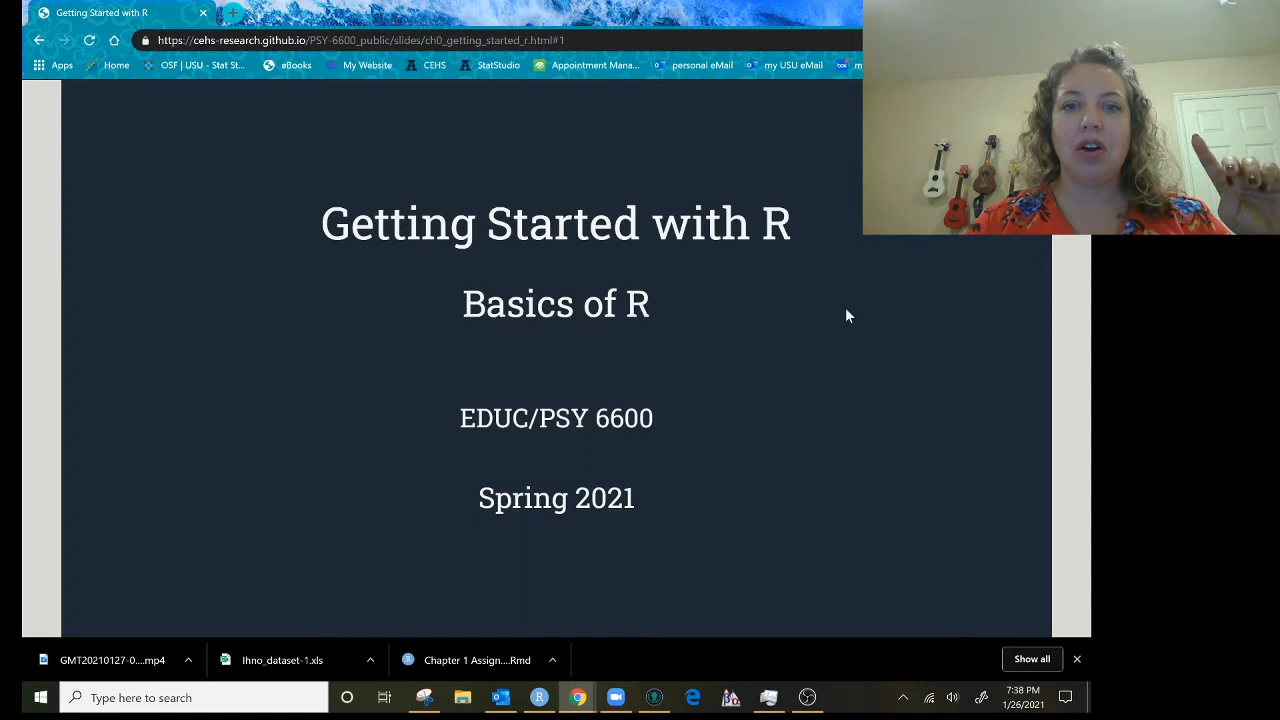 Getting Started with R
https://cehs-research.github.io/PSY-6600_public/slides/ch0_getting_started_r.html#1
Apps Home OSF | USU - Stat St... eBooks My Website CEHS StatStudio Appointment Mana... personal eMail my USU eMail m
Getting Started with R
Basics of R
EDUC/PSY 6600
Spring 2021
GMT20210127-0....mp4 Ihno_dataset-1.xls Chapter 1 Assign....Rmd Show all
Type here to search 7:38 PM
1/26/2021